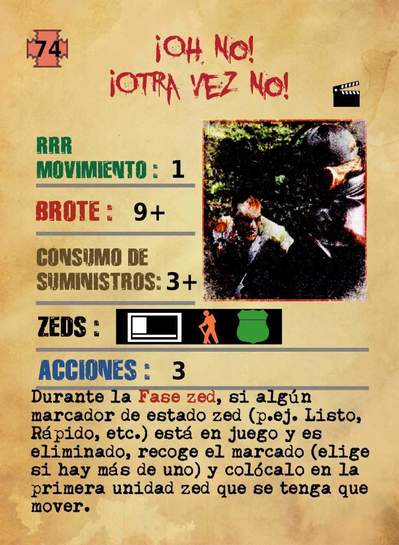 74
¡OH NO!
¡OTRA VEZ NO!
RRR
MOVIMIENTO : 1
BROTE : 9+
CONSUMO DE
SUMINISTROS: 3+
ZEDS :
ACCIONES : 3
Durante la Fase zed, si algún
marcador de estado zed (p.ej. Listo,
Rápido, etc.) está en juego y es
eliminado, recoge el marcado (elige
si hay más de uno) y colócalo en la
primera unidad zed que se tenga que
mover.